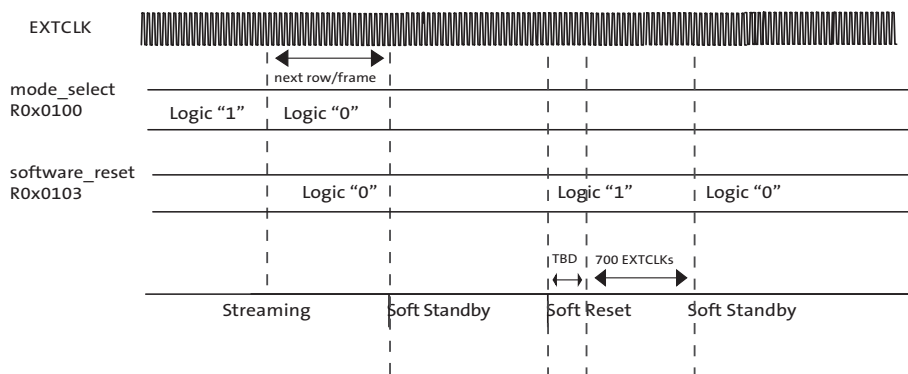 EXTCLK
next row/frame
mode_select
R0x0100
Logic “1” Logic “0”
software_reset
R0x0103
Logic “0” Logic “1” Logic “0”
TBD 700 EXTCLKs
Streaming Soft Standby Soft Reset Soft Standby